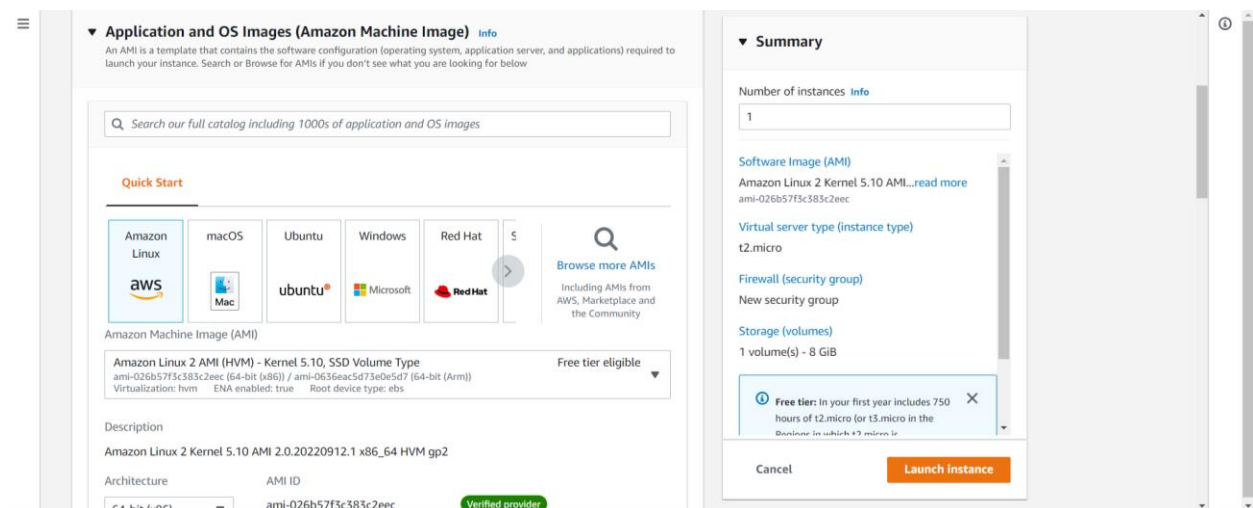 Application and OS Images (Amazon Machine Image) Info
An AMI is a template that contains the software configuration (operating system, application server, and applications) required to
launch your instance. Search or Browse for AMIs if you don't see what you are looking for below
Search our full catalog including 1000s of application and OS images
Quick Start
Amazon
Linux
aws
macOS
Mac
Ubuntu
ubuntu®
Windows
Microsoft
Red Hat
Red Hat
S
Browse more AMIs
Including AMIs from
AWS, Marketplace and
the Community
Amazon Machine Image (AMI)
Amazon Linux 2 AMI (HVM) - Kernel 5.10, SSD Volume Type
Free tier eligible
ami-026b57f3c383c2eec (64-bit (x86)) / ami-0636eac5d73e0e5d7 (64-bit (Arm))
Virtualization: hvm ENA enabled: true Root device type: ebs
Description
Amazon Linux 2 Kernel 5.10 AMI 2.0.20220912.1 x86_64 HVM gp2
Architecture
AMI ID
64-bit (x86)
ami-026b57f3c383c2eec
Verified provider
Summary
Number of instances Info
1
Software Image (AMI)
Amazon Linux 2 Kernel 5.10 AMI...read more
ami-026b57f3c383c2eec
Virtual server type (instance type)
t2.micro
Firewall (security group)
New security group
Storage (volumes)
1 volume(s) - 8 GiB
Free tier: In your first year includes 750
hours of t2.micro (or t3.micro in the
Regions in which t2.micro is
Cancel
Launch instance